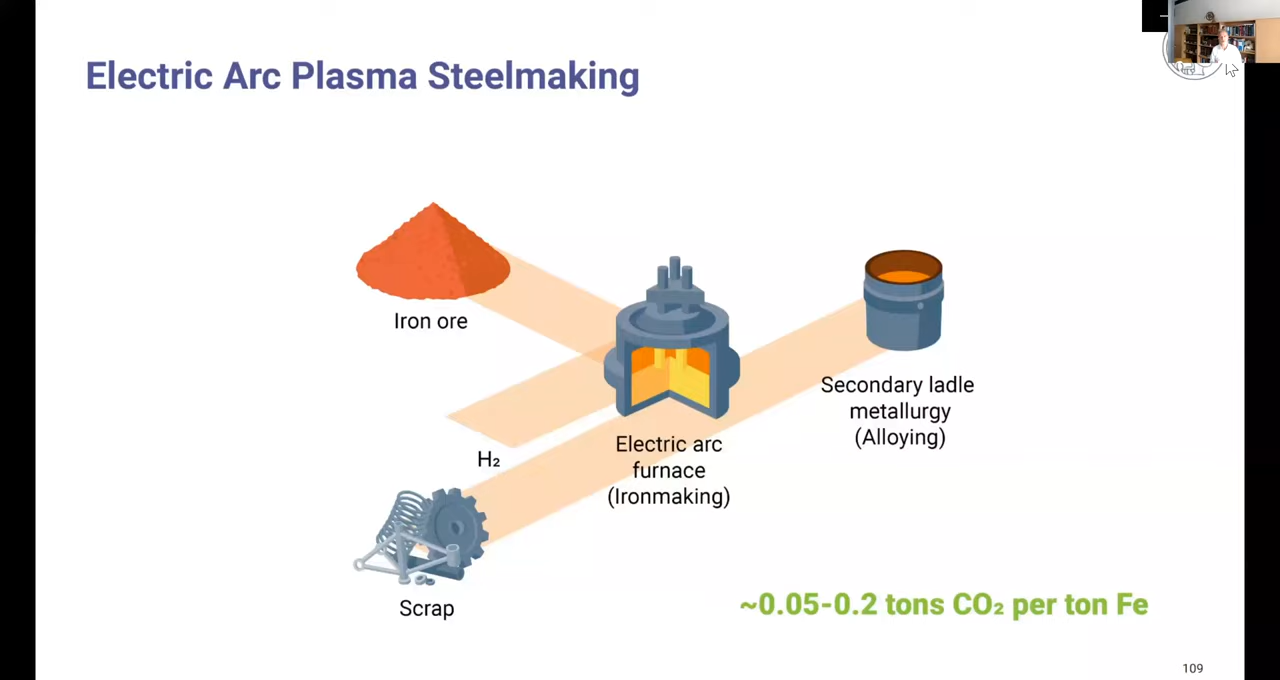 Electric Arc Plasma Steelmaking
Iron ore
H₂
Scrap
Electric arc
furnace
(Ironmaking)
Secondary ladle
metallurgy
(Alloying)
~0.05-0.2 tons CO₂ per ton Fe
109